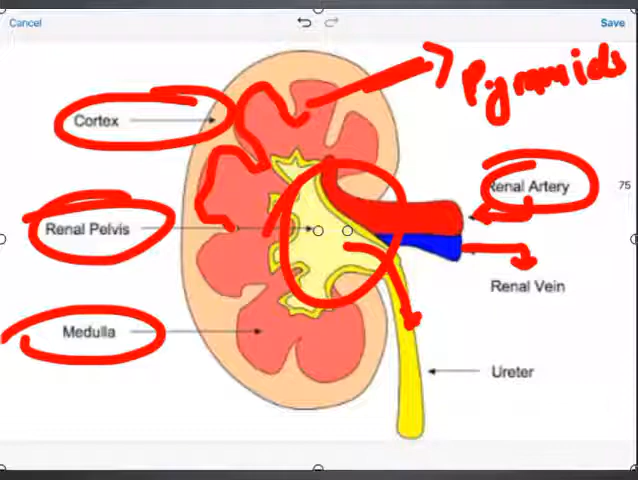 Cancel
Save
Pyramids
Cortex
Renal Artery
75
Renal Pelvis
Renal Vein
Medulla
Ureter